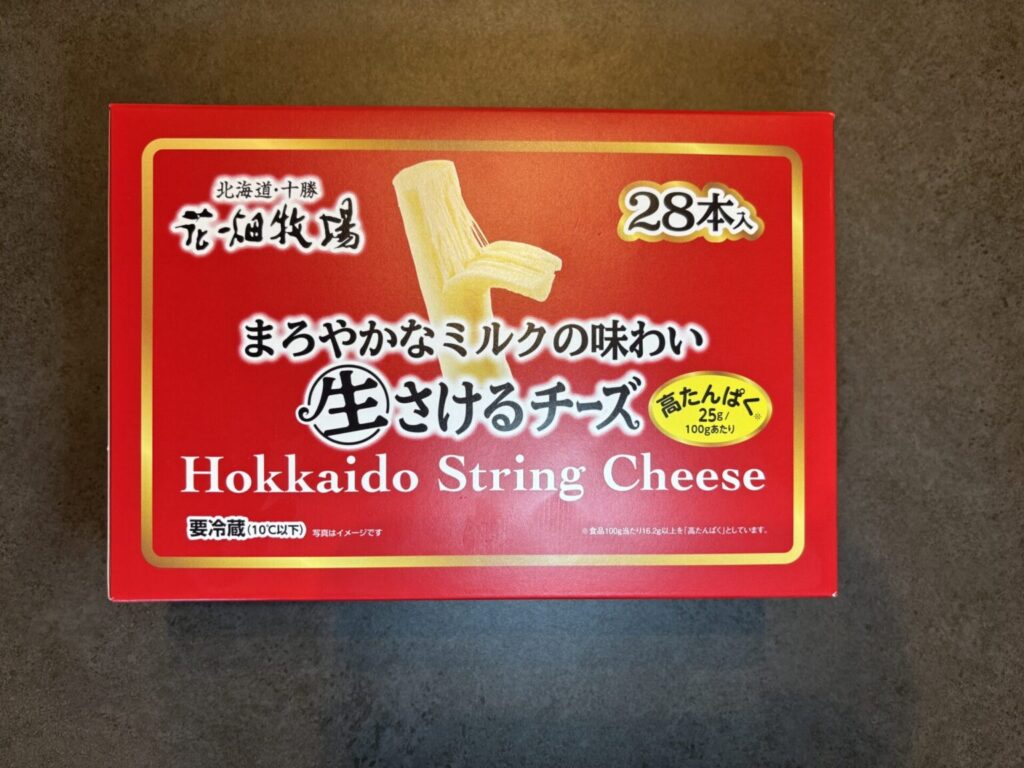 北海道・十勝
花畑牧場
28本入
まろやかなミルクの味わい
生さけるチーズ
高たんぱく※
25g/
100gあたり
Hokkaido String Cheese
要冷蔵(10℃以下) 写真はイメージです
※食品100g当たり16.2g以上を「高たんぱく」としています。